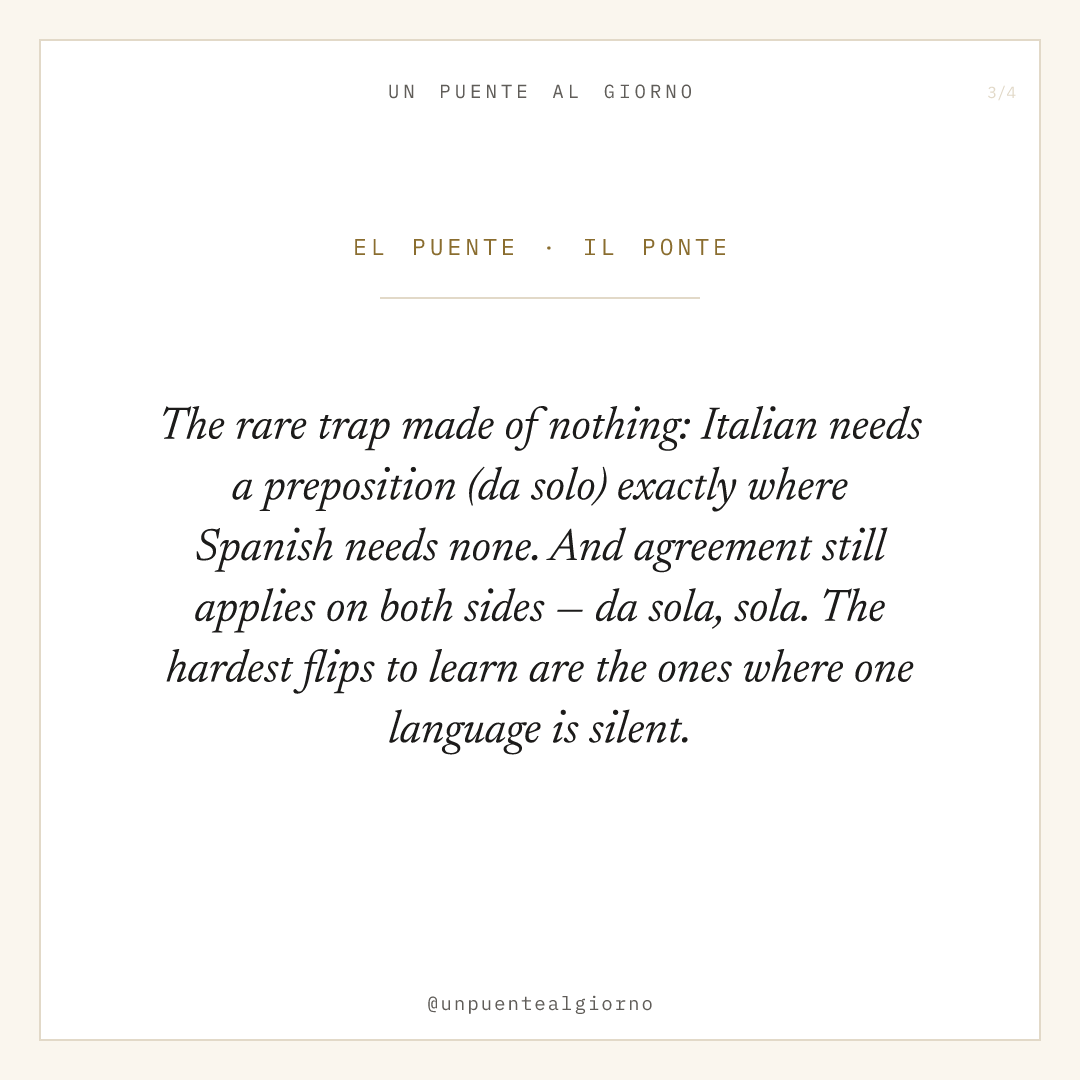 UN PUENTE AL GIORNO
3/4
EL PUENTE · IL PONTE
The rare trap made of nothing: Italian needs
a preposition (da solo) exactly where
Spanish needs none. And agreement still
applies on both sides – da sola, sola. The
hardest flips to learn are the ones where one
language is silent.
@unpuentealgiorno